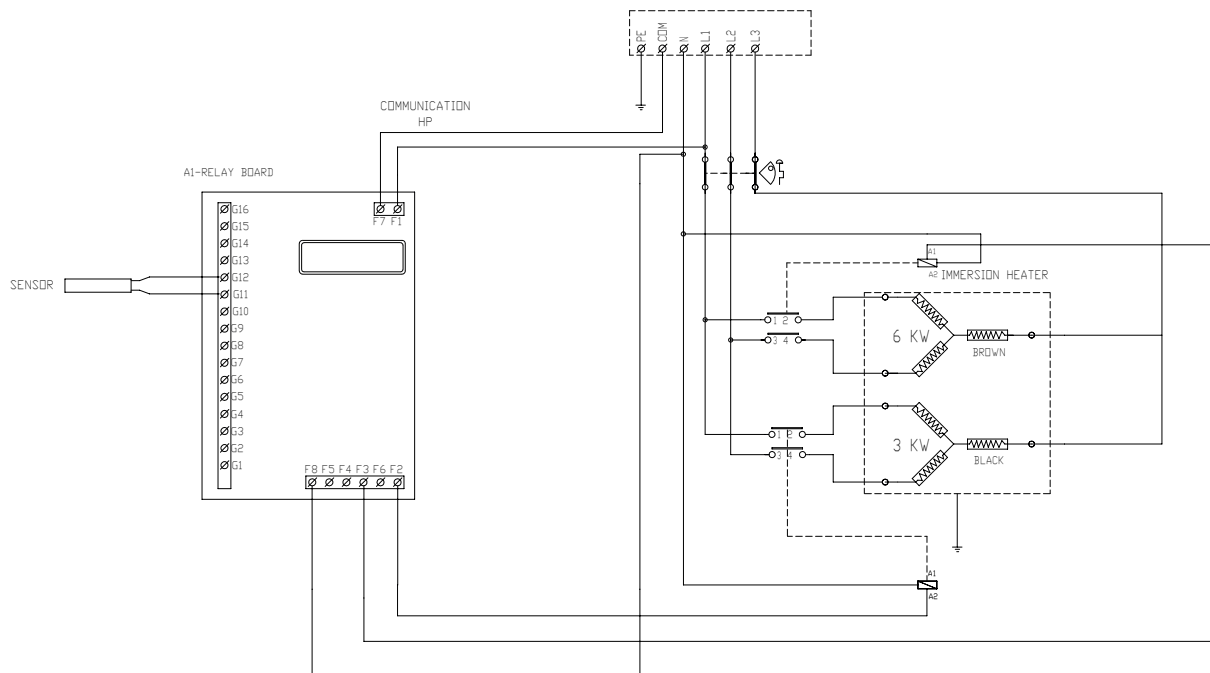 PE COM N L1 L2 L3
COMMUNICATION
HP
A1-RELAY BOARD
F7 F1
G16
G15
G14
G13
G12
G11
G10
G9
G8
G7
G6
G5
G4
G3
G2
G1
SENSOR
F8 F5 F4 F3 F6 F2
A1
A2
IMMERSION HEATER
1 2
3 4
6 KW
BROWN
1 2
3 4
3 KW
BLACK
A1
A2